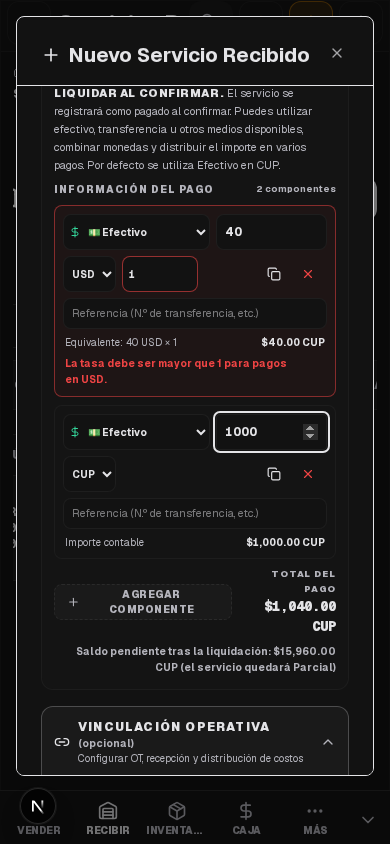 Nuevo Servicio Recibido
LIQUIDAR AL CONFIRMAR. El servicio se
registrará como pagado al confirmar. Puedes utilizar
efectivo, transferencia u otros medios disponibles,
combinar monedas y distribuir el importe en varios
pagos. Por defecto se utiliza Efectivo en CUP.
INFORMACIÓN DEL PAGO 2 componentes
$ 💵 Efectivo 40
USD 1
Referencia (N.º de transferencia, etc.)
Equivalente: 40 USD × 1 $40.00 CUP
La tasa debe ser mayor que 1 para pagos
en USD.
$ 💵 Efectivo 1000
CUP
Referencia (N.º de transferencia, etc.)
Importe contable $1,000.00 CUP
+ AGREGAR
COMPONENTE
TOTAL DEL
PAGO
$1,040.00
CUP
Saldo pendiente tras la liquidación: $15,960.00
CUP (el servicio quedará Parcial)
VINCULACIÓN OPERATIVA
(opcional)
Configurar OT, recepción y distribución de costos
N
VENDER RECIBIR INVENTA... CAJA MÁS